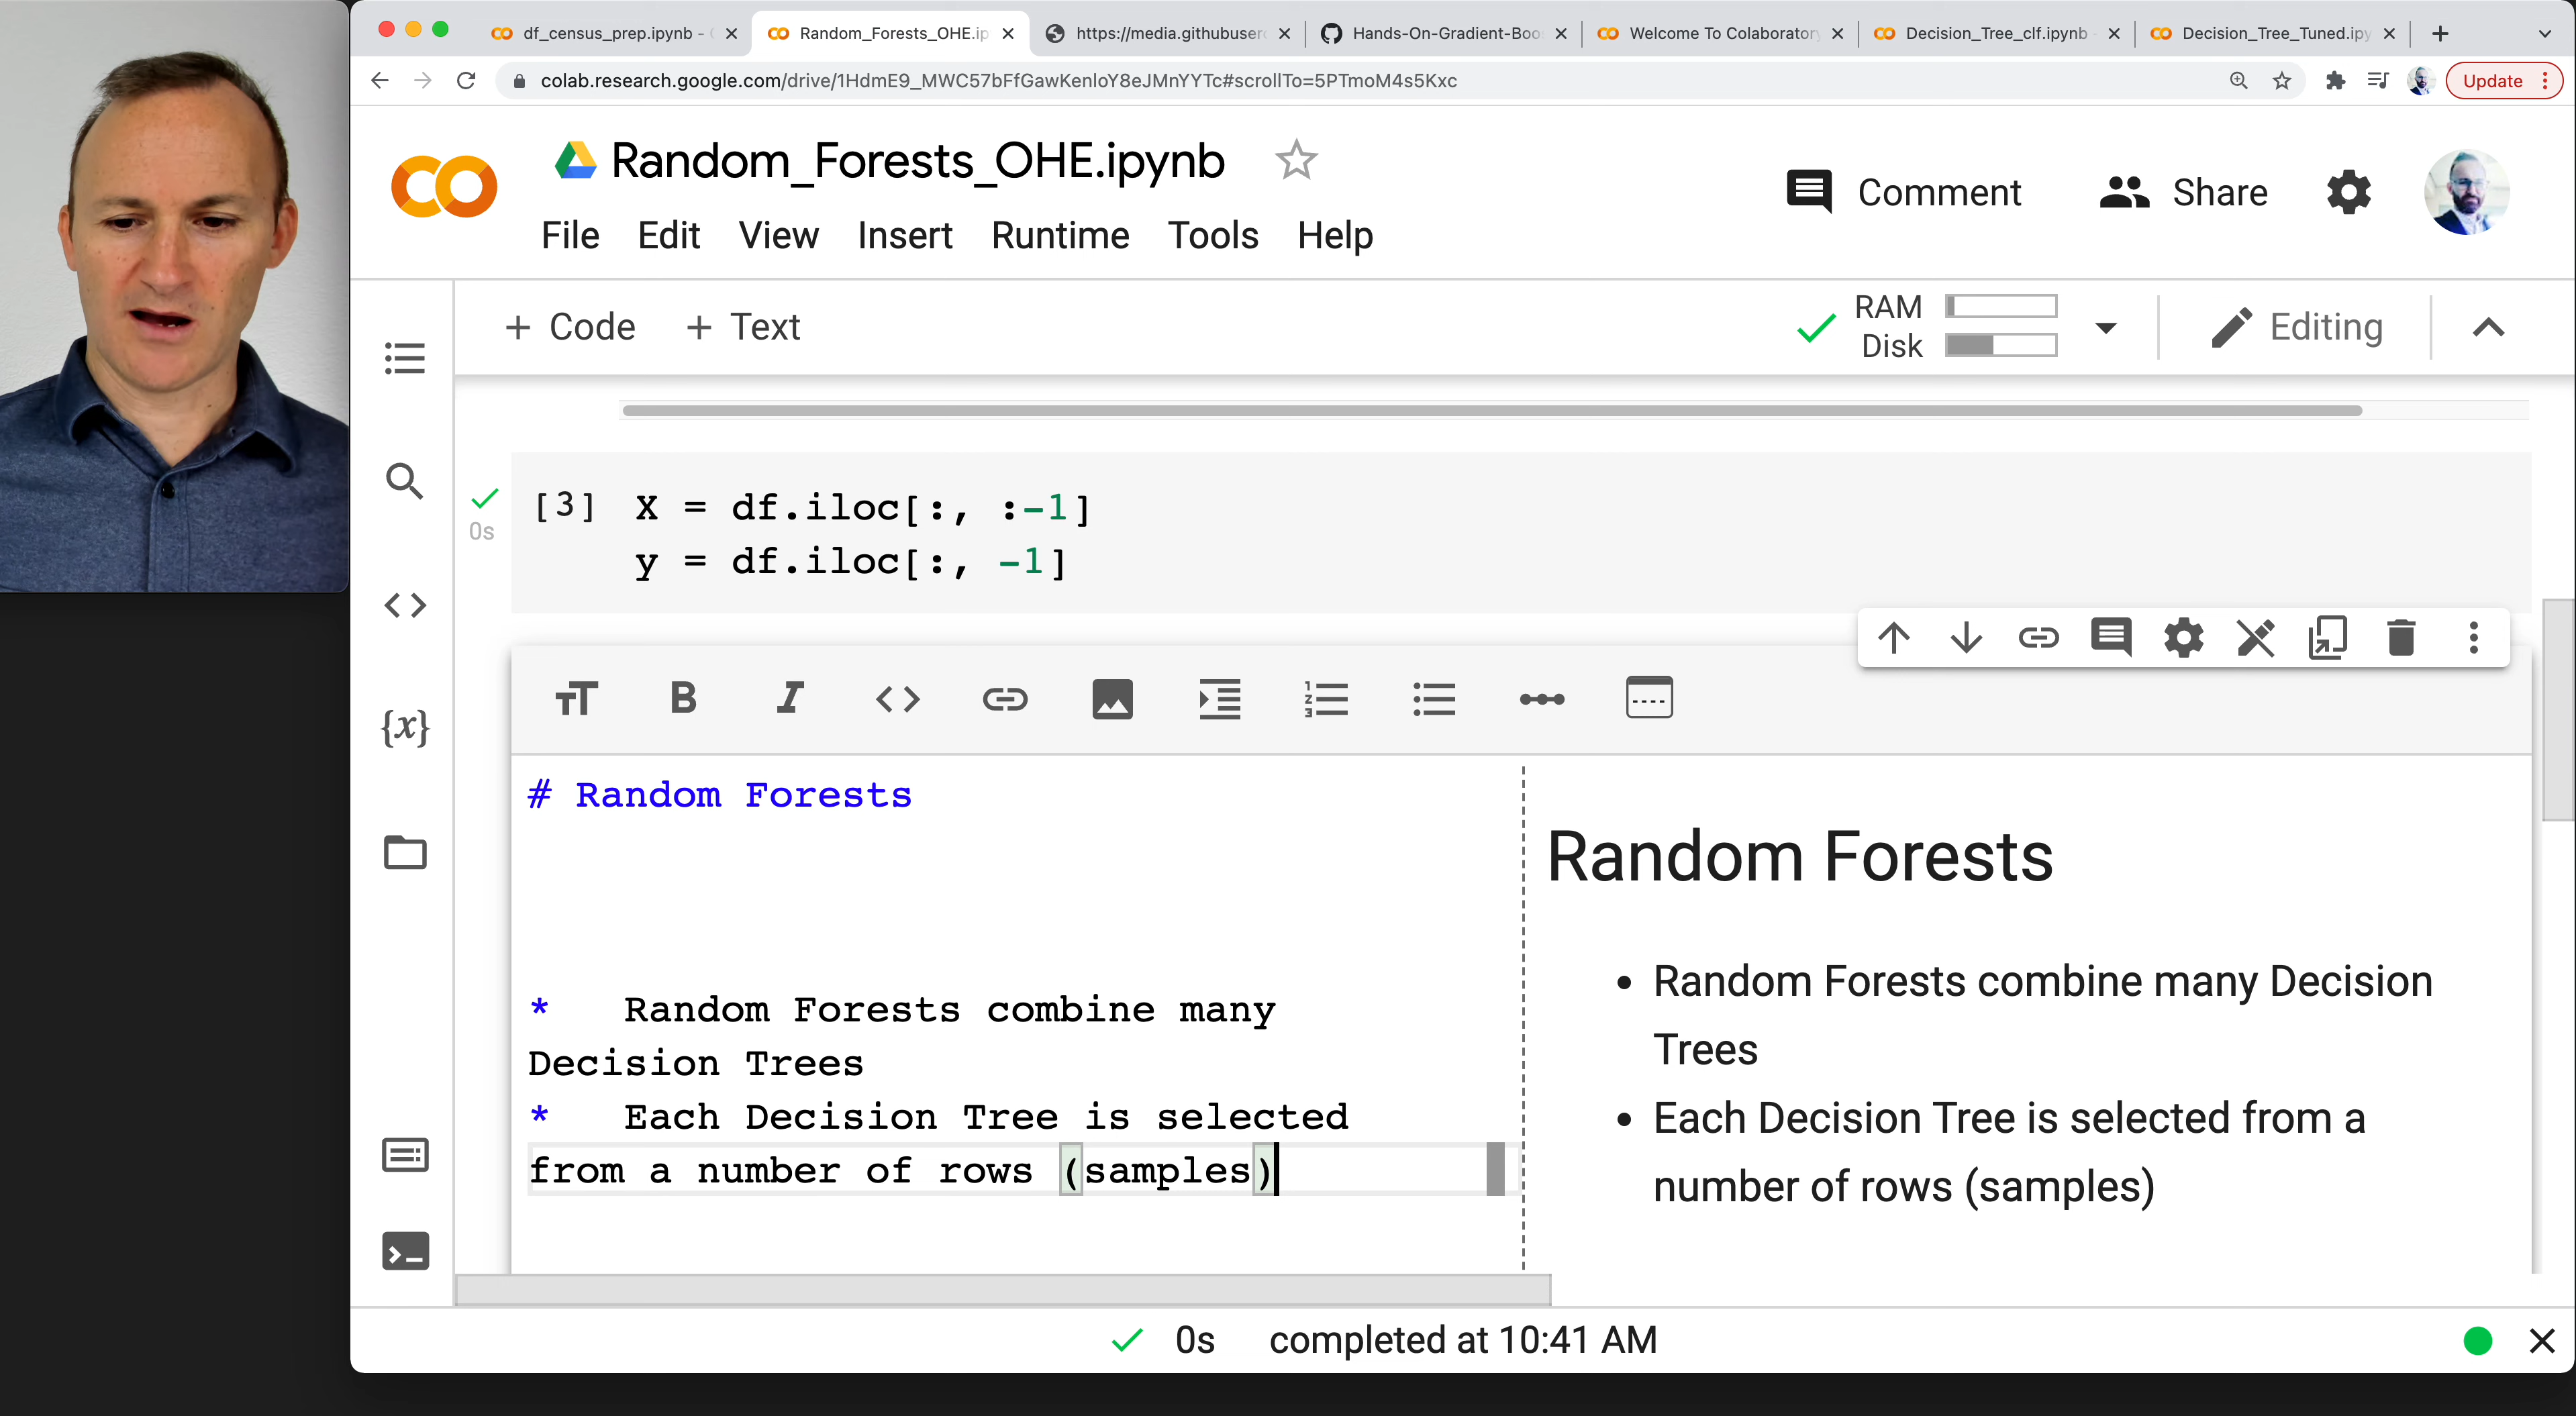 df_census_prep.ipynb -
Random_Forests_OHE.ip
https://media.githubuser
Hands-On-Gradient-Boo
Welcome To Colaboratory
Decision_Tree_clf.ipynb
Decision_Tree_Tuned.ipy
colab.research.google.com/drive/1HdmE9_MWC57bFfGawKenIoY8eJMnYYTc#scrollTo=5PTmoM4s5Kxc
Update
Random_Forests_OHE.ipynb
Comment
Share
File Edit View Insert Runtime Tools Help
+ Code + Text
RAM
Disk
Editing
[3] X = df.iloc[:, :-1]
0s
y = df.iloc[:, -1]
# Random Forests
* Random Forests combine many
Decision Trees
* Each Decision Tree is selected
from a number of rows (samples)
Random Forests
• Random Forests combine many Decision
Trees
• Each Decision Tree is selected from a
number of rows (samples)
0s completed at 10:41 AM